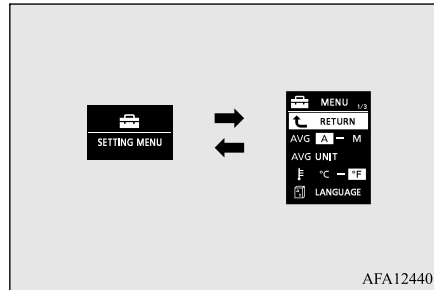 SETTING MENU
MENU 1/3
RETURN
AVG A – M
AVG UNIT
°C – °F
LANGUAGE
AFA12440